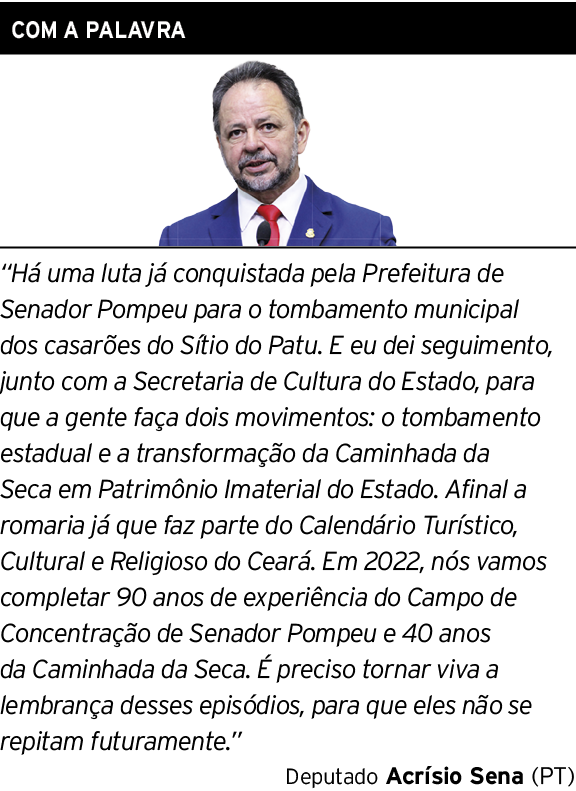 COM A PALAVRA
“Há uma luta já conquistada pela Prefeitura de
Senador Pompeu para o tombamento municipal
dos casarões do Sítio do Patu. E eu dei seguimento,
junto com a Secretaria de Cultura do Estado, para
que a gente faça dois movimentos: o tombamento
estadual e a transformação da Caminhada da
Seca em Patrimônio Imaterial do Estado. Afinal a
romaria já que faz parte do Calendário Turístico,
Cultural e Religioso do Ceará. Em 2022, nós vamos
completar 90 anos de experiência do Campo de
Concentração de Senador Pompeu e 40 anos
da Caminhada da Seca. É preciso tornar viva a
lembrança desses episódios, para que eles não se
repitam futuramente.”
Deputado Acrísio Sena (PT)